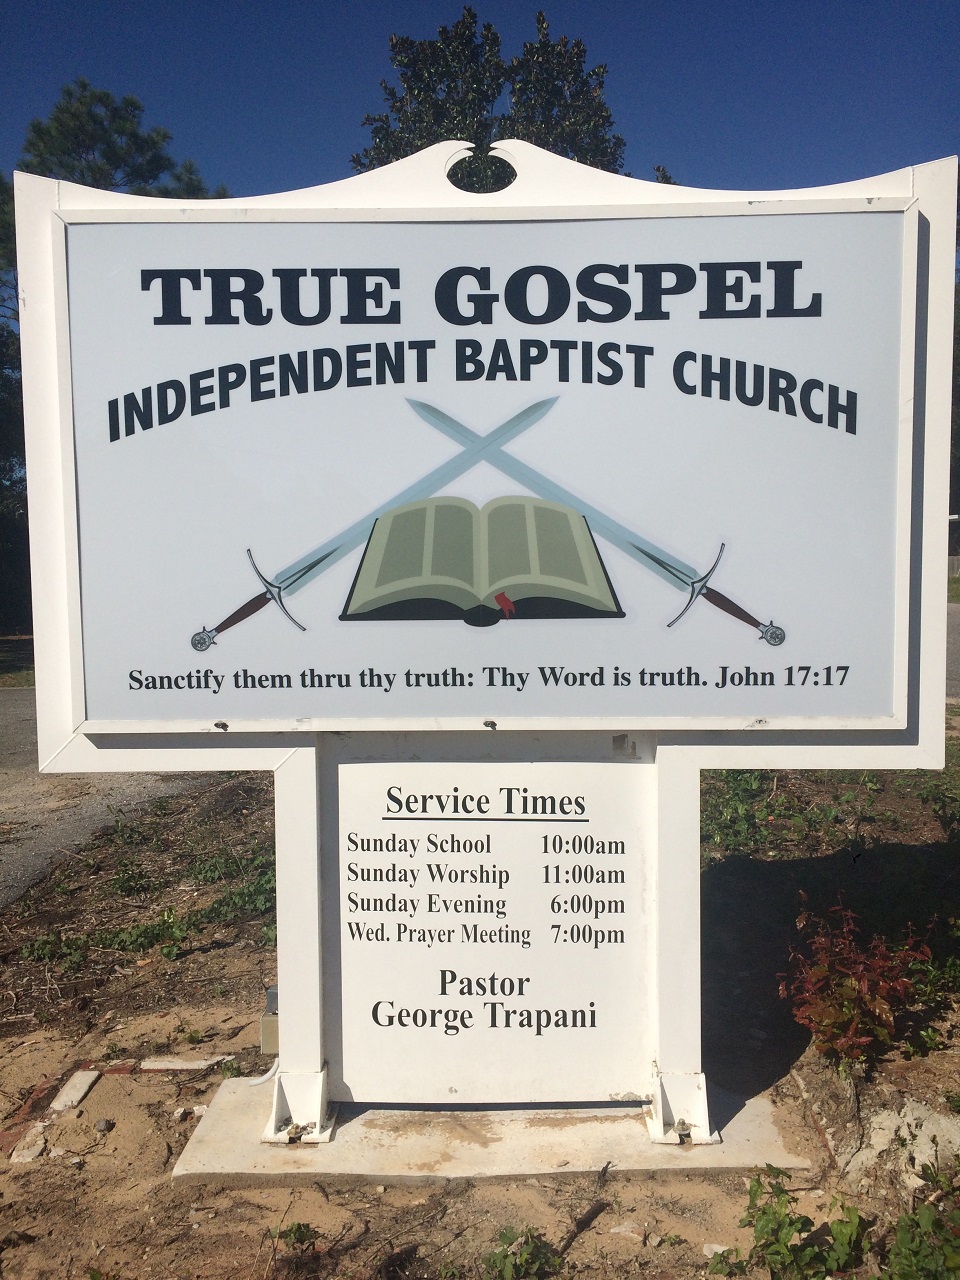 TRUE GOSPEL
INDEPENDENT BAPTIST CHURCH
Sanctify them thru thy truth: Thy Word is truth. John 17:17
Service Times
Sunday School 10:00am
Sunday Worship 11:00am
Sunday Evening 6:00pm
Wed. Prayer Meeting 7:00pm
Pastor
George Trapani